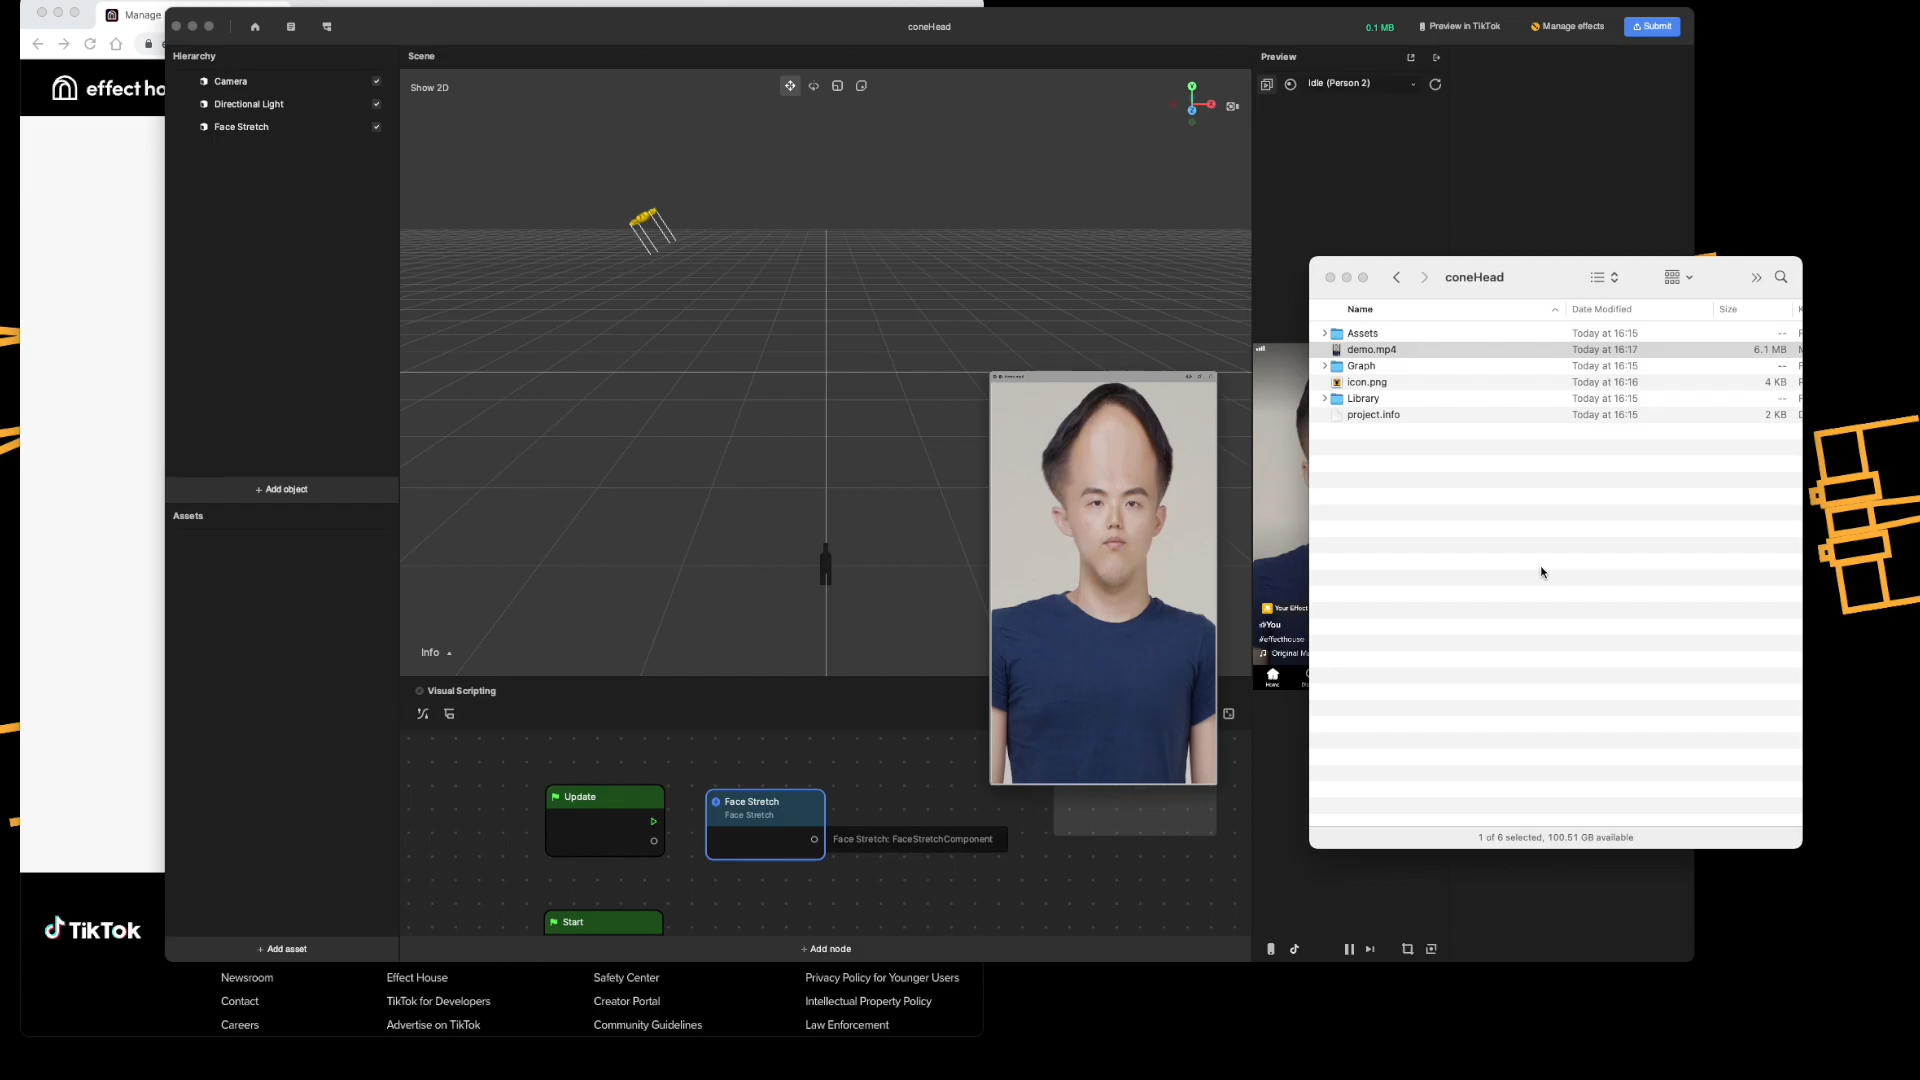 Manage
coneHead
0.1 MB
Preview in TikTok
Manage effects
Submit
Hierarchy
Scene
Preview
Camera
Directional Light
Face Stretch
Show 2D
Idle (Person 2)
effect ho
coneHead
Name
Date Modified
Size
Assets
Today at 16:15
--
demo.mp4
Today at 16:17
6.1 MB
Graph
Today at 16:15
--
icon.png
Today at 16:16
4 KB
Library
Today at 16:15
--
project.info
Today at 16:15
2 KB
+ Add object
Assets
Your Effect
@You
#effecthouse
Original
Info
Home
Visual Scripting
Update
Face Stretch
Face Stretch
Face Stretch: FaceStretchComponent
1 of 6 selected, 100.51 GB available
Start
TikTok
+ Add asset
+ Add node
Newsroom
Effect House
Safety Center
Privacy Policy for Younger Users
Contact
TikTok for Developers
Creator Portal
Intellectual Property Policy
Careers
Advertise on TikTok
Community Guidelines
Law Enforcement